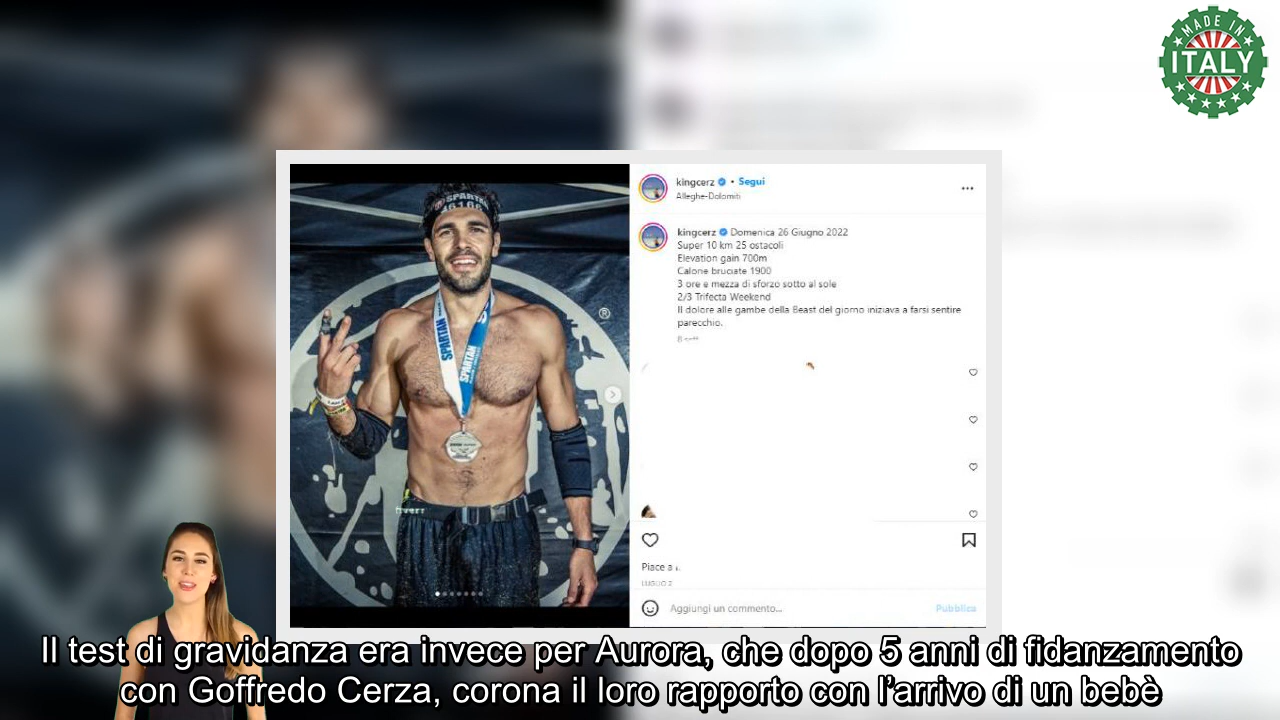 MADE IN
ITALY
kingcerz • Segui
Alleghe-Dolomiti
kingcerz Domenica 26 Giugno 2022
Super 10 km 25 ostacoli
Elevation gain 700m
Calorie bruciate 1900
3 ore e mezza di sforzo sotto al sole
2/3 Trifecta Weekend
Il dolore alle gambe della Beast del giorno iniziava a farsi sentire
parecchio.
SPARTAN
SPARTAN
SPARTAN
®
Piace a
LUGLIO 2
Aggiungi un commento... Pubblica
Il test di gravidanza era invece per Aurora, che dopo 5 anni di fidanzamento
con Goffredo Cerza, corona il loro rapporto con l'arrivo di un bebè